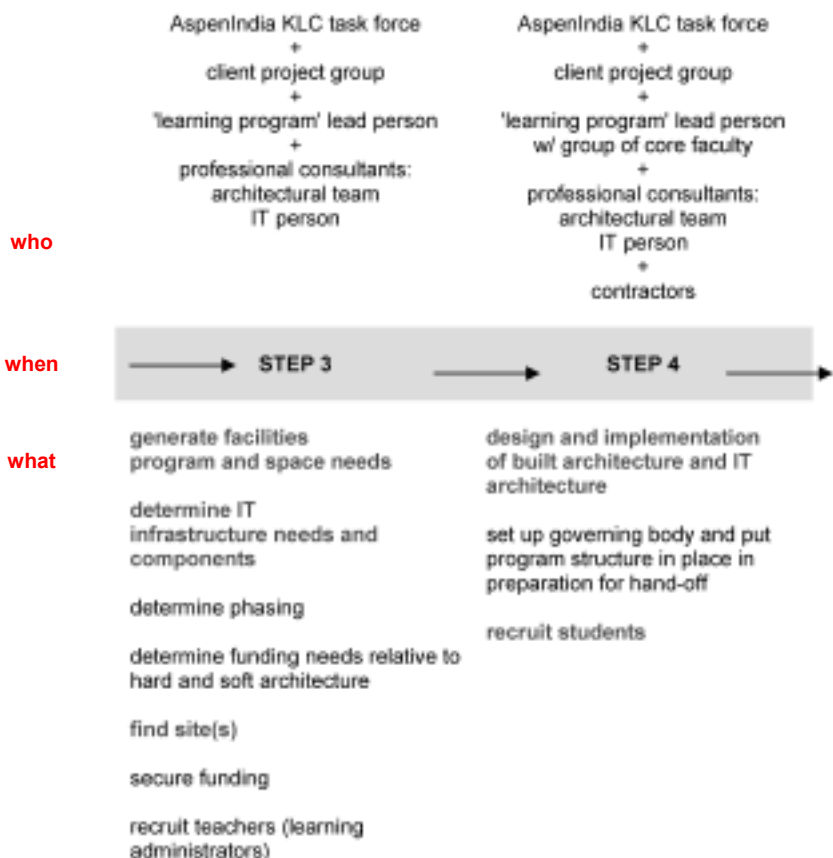 AspenIndia KLC task force
+
client project group
+
'learning program' lead person
+
professional consultants:
architectural team
IT person
AspenIndia KLC task force
+
client project group
+
'learning program' lead person
w/ group of core faculty
+
professional consultants:
architectural team
IT person
+
contractors
who
when
STEP 3
STEP 4
what
generate facilities
program and space needs
determine IT
infrastructure needs and
components
determine phasing
determine funding needs relative to
hard and soft architecture
find site(s)
secure funding
recruit teachers (learning
administrators)
design and implementation
of built architecture and IT
architecture
set up governing body and put
program structure in place in
preparation for hand-off
recruit students